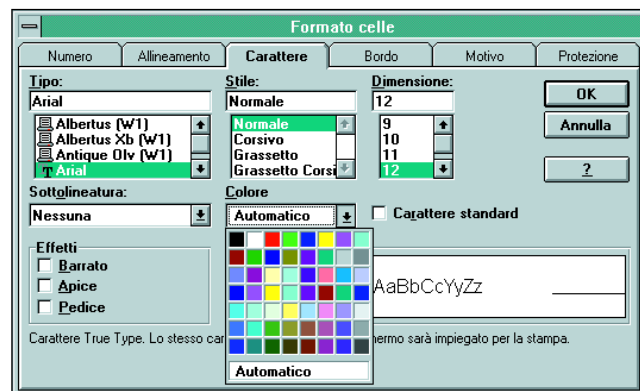 Formato celle
Numero Allineamento Carattere Bordo Motivo Protezione
Tipo: Stile: Dimensione:
Arial Normale 12 OK
Albertus (W1) Normale 9
Albertus Xb (W1) Corsivo 10 Annulla
Antique Olv (W1) Grassetto 11
Arial Grassetto Corsi 12 ?
Sottolineatura: Colore
Nessuna Automatico Carattere standard
Effetti
Barrato
Apice AaBbCcYyZz
Pedice
Carattere True Type. Lo stesso car hermo sarà impiegato per la stampa.
Automatico